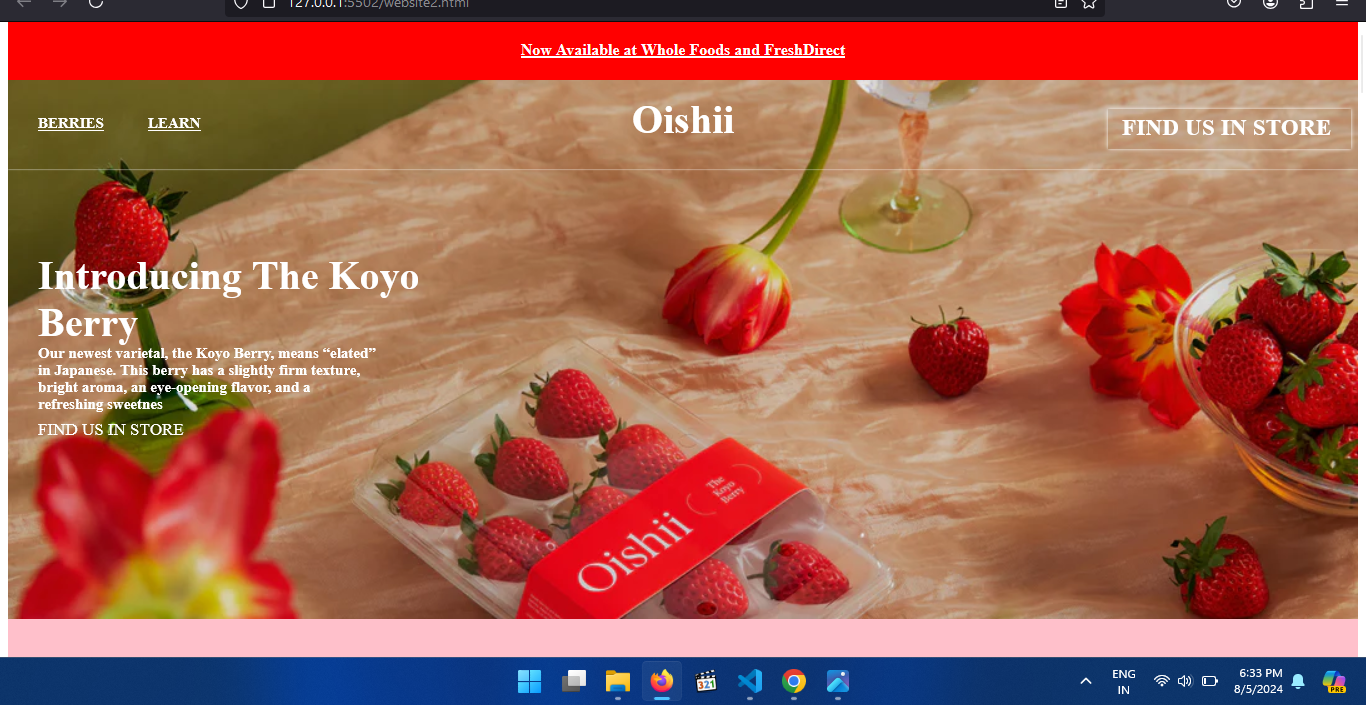 127.0.0.1:5502/website2.html
Now Available at Whole Foods and FreshDirect
BERRIES LEARN Oishii FIND US IN STORE
Introducing The Koyo
Berry
Our newest varietal, the Koyo Berry, means “elated”
in Japanese. This berry has a slightly firm texture,
bright aroma, an eye-opening flavor, and a
refreshing sweetnes
FIND US IN STORE
The
Koyo
Berry
Oishii
321
ENG
IN
6:33 PM
8/5/2024
PRE